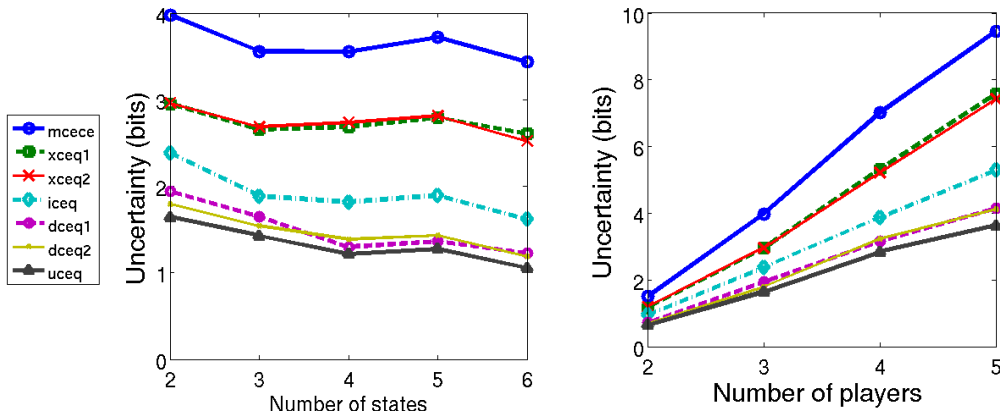 mcece
xceq1
xceq2
iceq
dceq1
dceq2
uceq
Uncertainty (bits)
4
3
2
1
0
2 3 4 5 6
Number of states
Uncertainty (bits)
10
8
6
4
2
0
2 3 4 5
Number of players